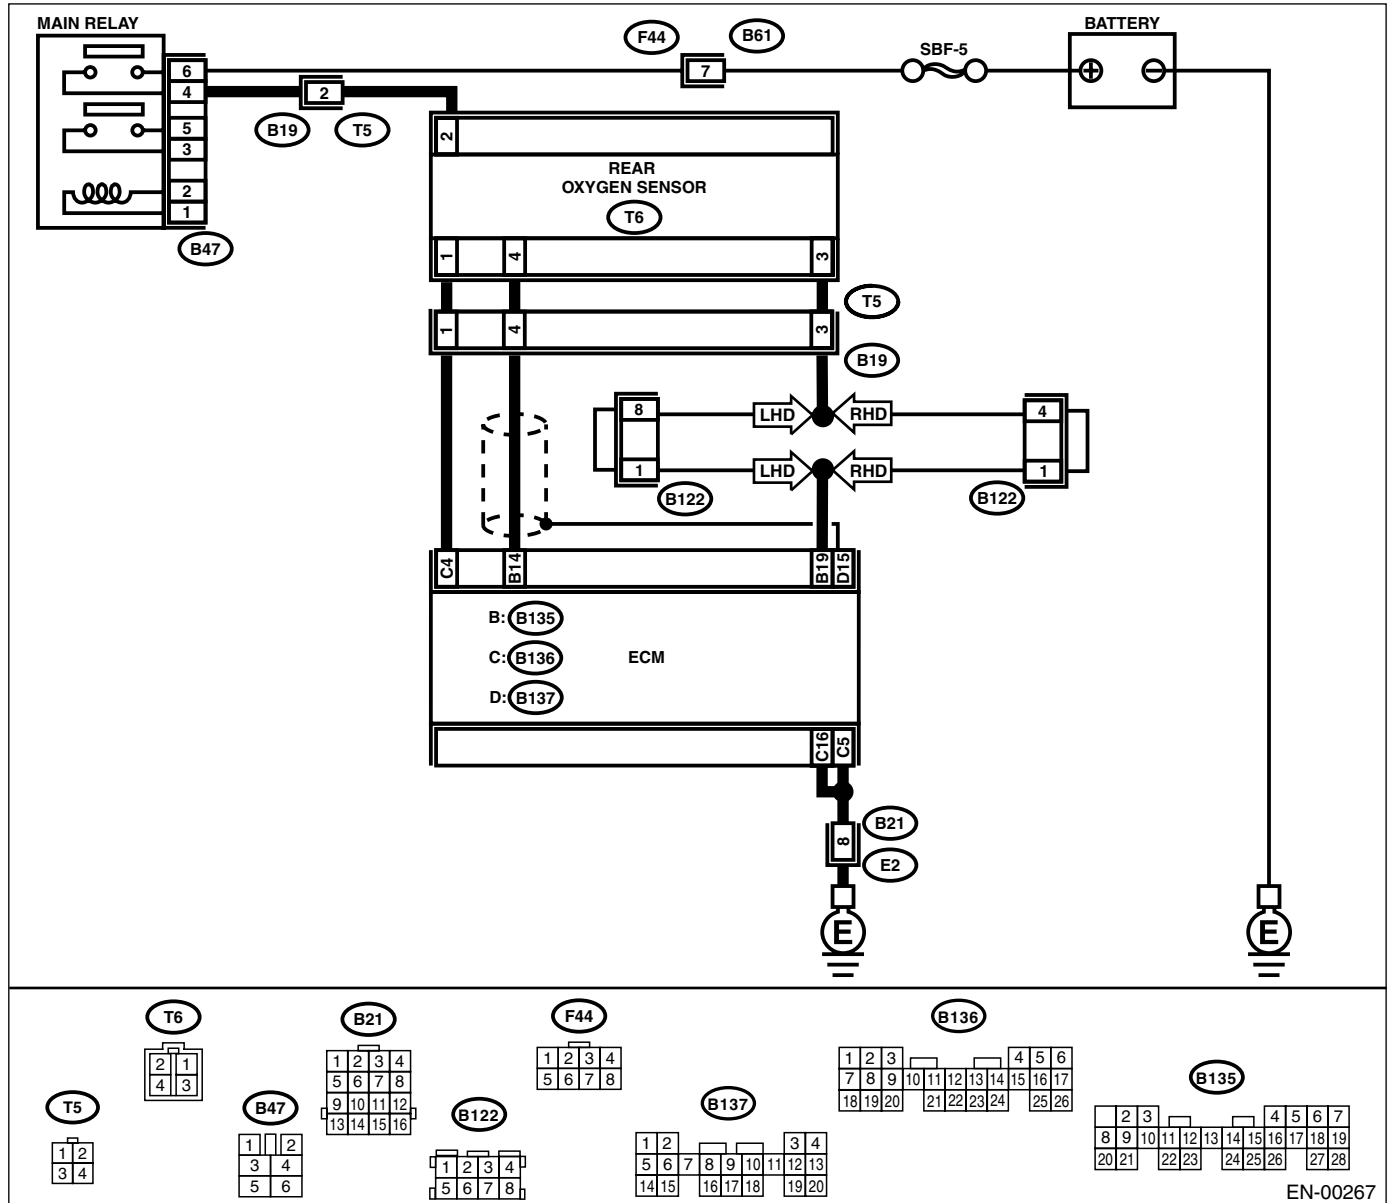 MAIN RELAY
BATTERY
F44
B61
SBF-5
6
7
4
2
5
B19
T5
3
2
REAR
OXYGEN SENSOR
2
1
T6
B47
1
4
3
T5
1
4
3
B19
8
LHD
RHD
4
1
LHD
RHD
1
B122
B122
C4
B14
B19
D15
B: B135
C: B136
ECM
D: B137
C16
C5
B21
8
E2
E
E
T6
2 1
4 3
B21
1 2 3 4
5 6 7 8
9 10 11 12
13 14 15 16
F44
1 2 3 4
5 6 7 8
B136
1 2 3 4 5 6
7 8 9 10 11 12 13 14 15 16 17
18 19 20 21 22 23 24 25 26
B135
2 3 4 5 6 7
8 9 10 11 12 13 14 15 16 17 18 19
20 21 22 23 24 25 26 27 28
T5
1 2
3 4
B47
1 2
3 4
5 6
B122
1 2 3 4
5 6 7 8
B137
1 2 3 4
5 6 7 8 9 10 11 12 13
14 15 16 17 18 19 20
EN-00267